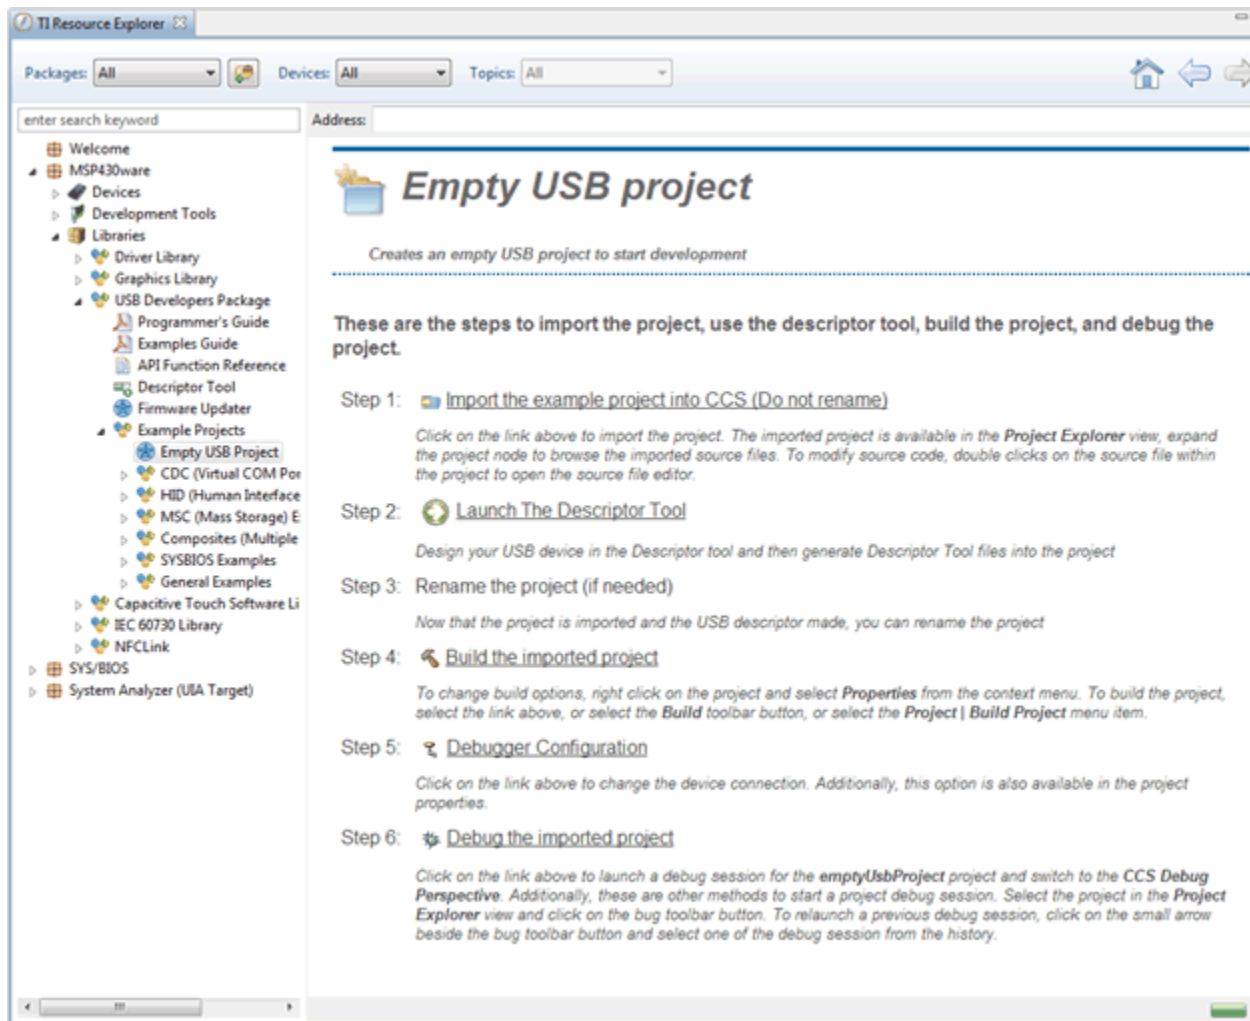 TI Resource Explorer
Packages: All Devices: All Topics: All
enter search keyword
Address:
Welcome
MSP430ware
Devices
Development Tools
Libraries
Driver Library
Graphics Library
USB Developers Package
Programmer's Guide
Examples Guide
API Function Reference
Descriptor Tool
Firmware Updater
Example Projects
Empty USB Project
CDC (Virtual COM Por
HID (Human Interface
MSC (Mass Storage) E
Composites (Multiple
SYSBIOS Examples
General Examples
Capacitive Touch Software Li
IEC 60730 Library
NFCLink
SYS/BIOS
System Analyzer (UIA Target)
Empty USB project
Creates an empty USB project to start development
These are the steps to import the project, use the descriptor tool, build the project, and debug the
project.
Step 1: Import the example project into CCS (Do not rename)
Click on the link above to import the project. The imported project is available in the Project Explorer view, expand
the project node to browse the imported source files. To modify source code, double clicks on the source file within
the project to open the source file editor.
Step 2: Launch The Descriptor Tool
Design your USB device in the Descriptor tool and then generate Descriptor Tool files into the project
Step 3: Rename the project (if needed)
Now that the project is imported and the USB descriptor made, you can rename the project
Step 4: Build the imported project
To change build options, right click on the project and select Properties from the context menu. To build the project,
select the link above, or select the Build toolbar button, or select the Project | Build Project menu item.
Step 5: Debugger Configuration
Click on the link above to change the device connection. Additionally, this option is also available in the project
properties.
Step 6: Debug the imported project
Click on the link above to launch a debug session for the emptyUsbProject project and switch to the CCS Debug
Perspective. Additionally, these are other methods to start a project debug session. Select the project in the Project
Explorer view and click on the bug toolbar button. To relaunch a previous debug session, click on the small arrow
beside the bug toolbar button and select one of the debug session from the history.